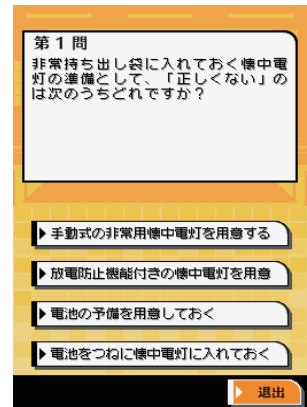 第1問
非常持ち出し袋に入れておく懐中電
灯の準備として、「正しくない」の
は次のうちどれですか？
手動式の非常用懐中電灯を用意する
放電防止機能付きの懐中電灯を用意
電池の予備を用意しておく
電池をつねに懐中電灯に入れておく
退出